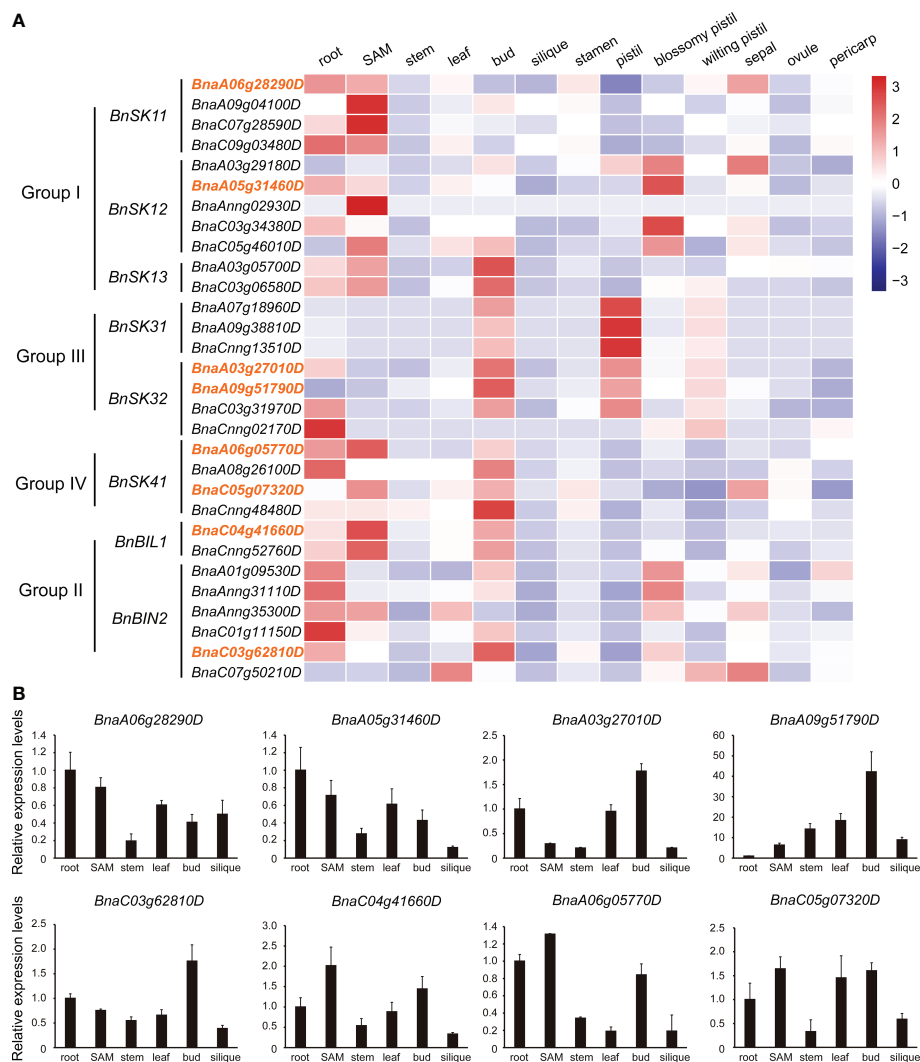 A
root SAM stem leaf bud silique stamen pistil blossomy pistil wilting pistil sepal ovule pericarp
Group I
BnSK11
BnaA06g28290D
BnaA09g04100D
BnaC07g28590D
BnaC09g03480D
BnSK12
BnaA03g29180D
BnaA05g31460D
BnaAnng02930D
BnaC03g34380D
BnaC05g46010D
BnSK13
BnaA03g05700D
BnaC03g06580D
Group III
BnSK31
BnaA07g18960D
BnaA09g38810D
BnaCnng13510D
BnSK32
BnaA03g27010D
BnaA09g51790D
BnaC03g31970D
BnaCnng02170D
Group IV
BnSK41
BnaA06g05770D
BnaA08g26100D
BnaC05g07320D
BnaCnng48480D
Group II
BnBIL1
BnaC04g41660D
BnaCnng52760D
BnBIN2
BnaA01g09530D
BnaAnng31110D
BnaAnng35300D
BnaC01g11150D
BnaC03g62810D
BnaC07g50210D
3
2
1
0
−1
−2
−3
B
BnaA06g28290D
Relative expression levels
1.4
1.2
1.0
0.8
0.6
0.4
0.2
0
root SAM stem leaf bud silique
BnaA05g31460D
1.4
1.2
1.0
0.8
0.6
0.4
0.2
0
root SAM stem leaf bud silique
BnaA03g27010D
2.5
2.0
1.5
1.0
0.5
0
root SAM stem leaf bud silique
BnaA09g51790D
60
50
40
30
20
10
0
root SAM stem leaf bud silique
BnaC03g62810D
Relative expression levels
2.5
2.0
1.5
1.0
0.5
0
root SAM stem leaf bud silique
BnaC04g41660D
3.0
2.5
2.0
1.5
1.0
0.5
0
root SAM stem leaf bud silique
BnaA06g05770D
1.4
1.2
1.0
0.8
0.6
0.4
0.2
0
root SAM stem leaf bud silique
BnaC05g07320D
2.5
2.0
1.5
1.0
0.5
0
root SAM stem leaf bud silique